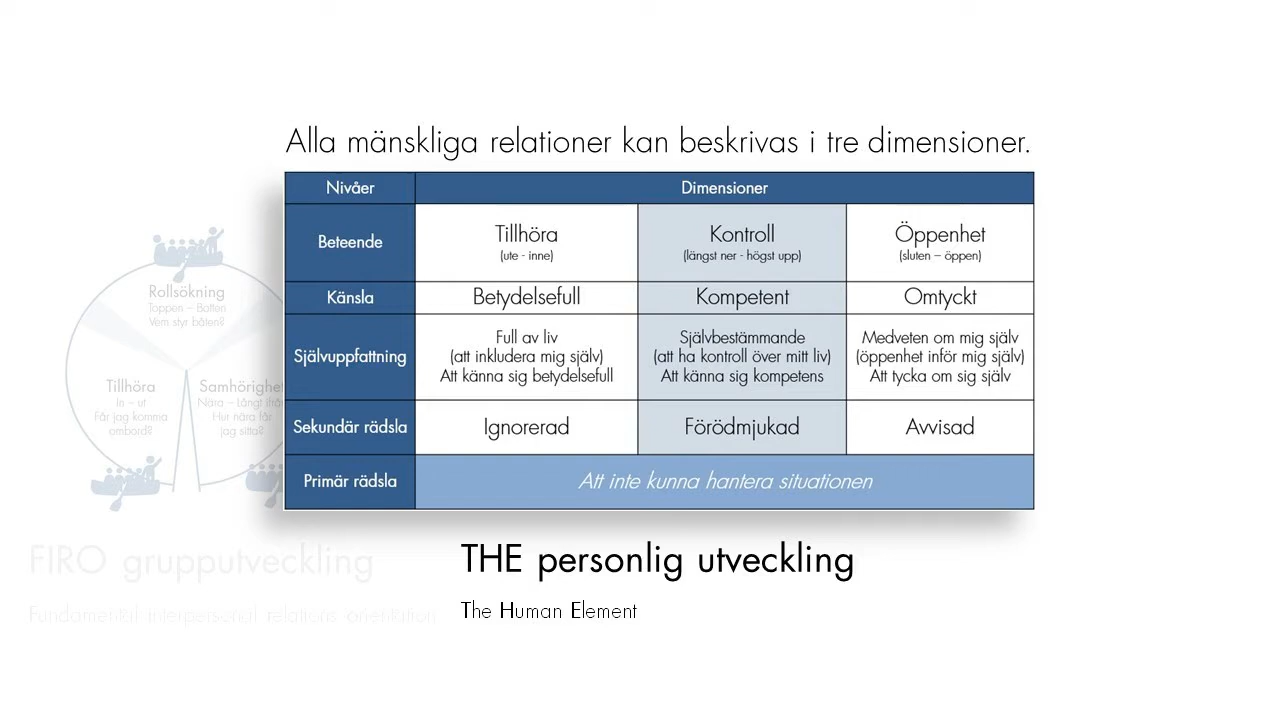 Alla mänskliga relationer kan beskrivas i tre dimensioner.
Nivåer Dimensioner
Beteende Tillhöra Kontroll Öppenhet
(ute - inne) (längst ner - högst upp) (sluten – öppen)
Känsla Betydelsefull Kompetent Omtyckt
Självuppfattning
Full av liv
(att inkludera mig själv)
Att känna sig betydelsefull
Självbestämmande
(att ha kontroll över mitt liv)
Att känna sig kompetens
Medveten om mig själv
(öppenhet inför mig själv)
Att tycka om sig själv
Sekundär rädsla Ignorerad Förödmjukad Avvisad
Primär rädsla Att inte kunna hantera situationen
Rollsökning
Toppen – Botten
Vem styr båten?
Tillhöra
In – ut
Får jag komma
ombord?
Samhörighet
Nära – Långt ifrån
Hur nära får
jag sitta?
FIRO grupputveckling
Fundamental interpersonal relations orientation
THE personlig utveckling
The Human Element